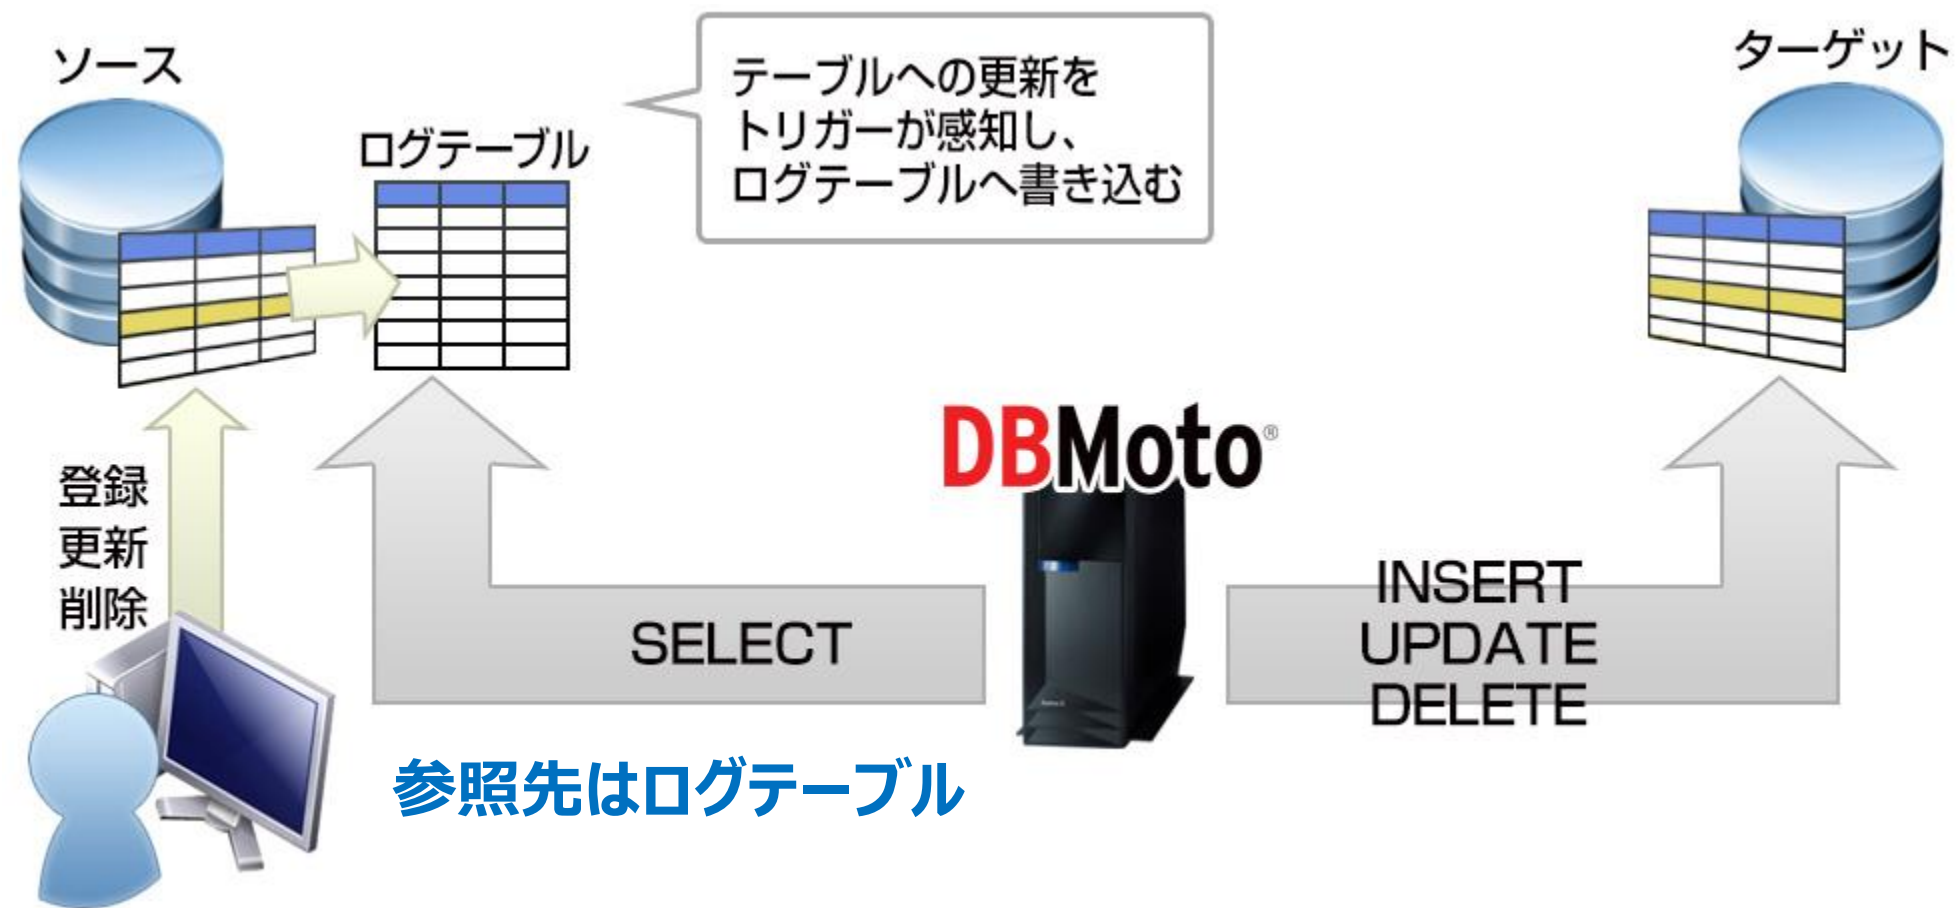 ソース
ログテーブル
テーブルへの更新を
トリガーが感知し、
ログテーブルへ書き込む
ターゲット
登録
更新
削除
DBMoto®
SELECT
INSERT
UPDATE
DELETE
参照先はログテーブル